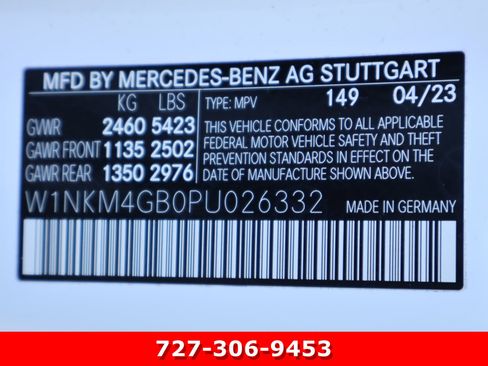 MFD BY MERCEDES-BENZ AG STUTTGART
KG LBS TYPE: MPV 149 04/23
GVWR 2460 5423
GAWR FRONT 1135 2502
GAWR REAR 1350 2976
THIS VEHICLE CONFORMS TO ALL APPLICABLE
FEDERAL MOTOR VEHICLE SAFETY AND
THEFT PREVENTION STANDARDS IN EFFECT ON THE
DATE OF MANUFACTURE SHOWN ABOVE.
W1NKM4GB0PU026332 MADE IN GERMANY
727-306-9453